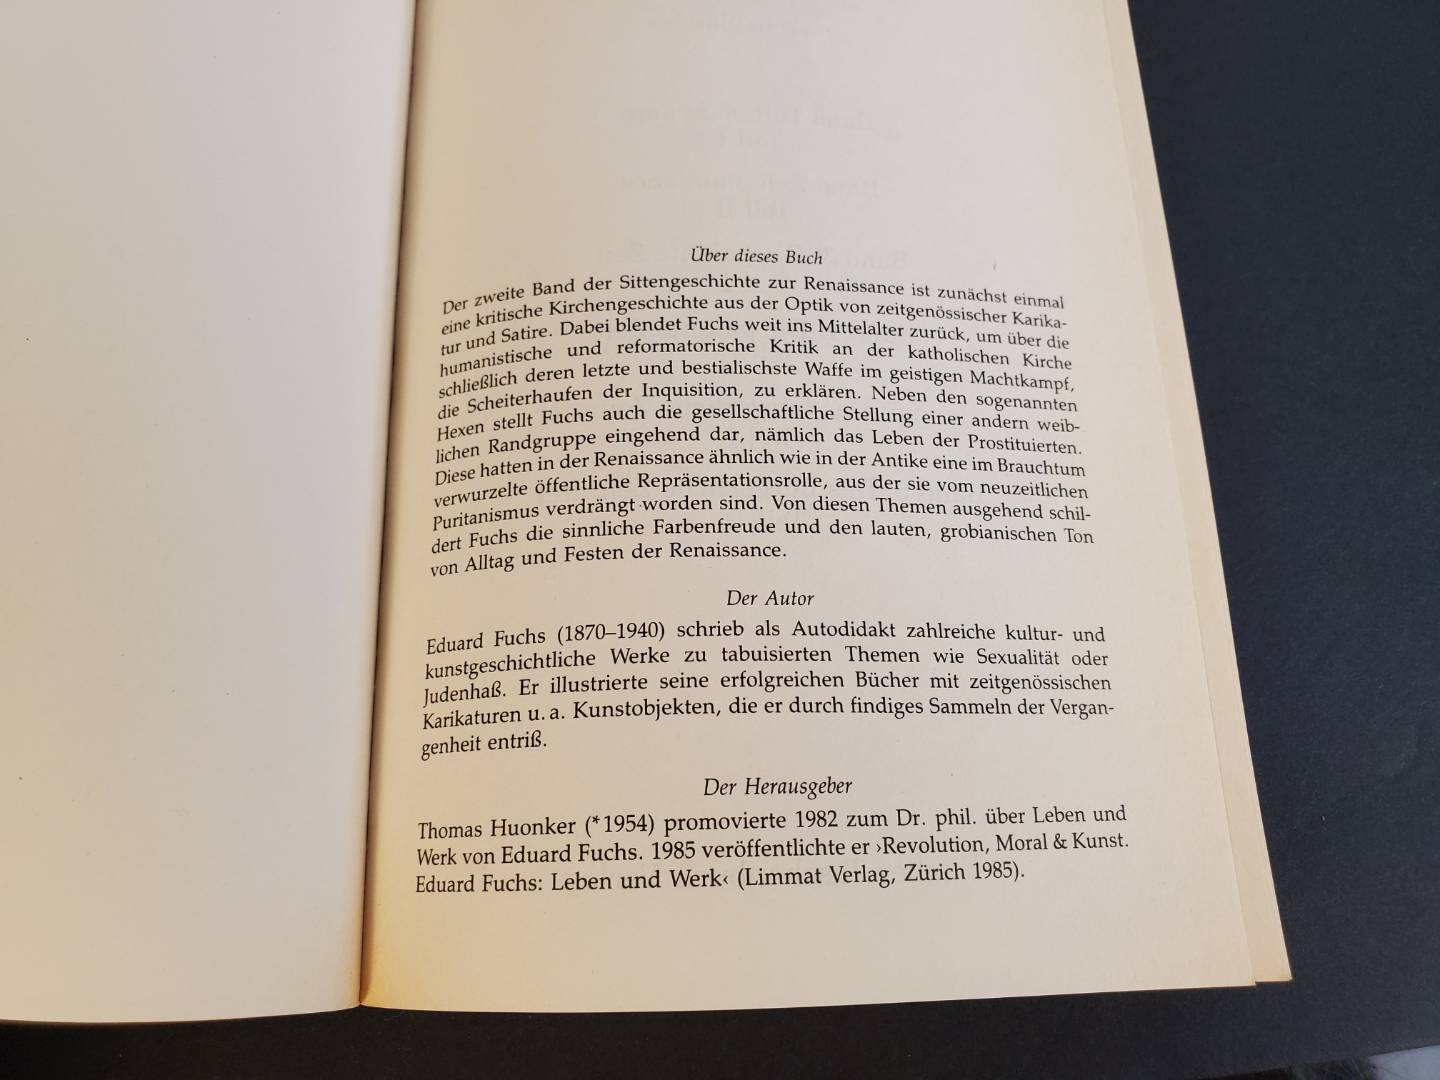 Über dieses Buch
Der zweite Band der Sittengeschichte zur Renaissance ist zunächst einmal
eine kritische Kirchengeschichte aus der Optik von zeitgenössischer Karika-
tur und Satire. Dabei blendet Fuchs weit ins Mittelalter zurück, um über die
humanistische und reformatorische Kritik an der katholischen Kirche
schließlich deren letzte und bestialischste Waffe im geistigen Machtkampf,
die Scheiterhaufen der Inquisition, zu erklären. Neben den sogenannten
Hexen stellt Fuchs auch die gesellschaftliche Stellung einer andern weib-
lichen Randgruppe eingehend dar, nämlich das Leben der Prostituierten.
Diese hatten in der Renaissance ähnlich wie in der Antike eine im Brauchtum
verwurzelte öffentliche Repräsentationsrolle, aus der sie vom neuzeitlichen
Puritanismus verdrängt worden sind. Von diesen Themen ausgehend schil-
dert Fuchs die sinnliche Farbenfreude und den lauten, grobianischen Ton
von Alltag und Festen der Renaissance.
Der Autor
Eduard Fuchs (1870–1940) schrieb als Autodidakt zahlreiche kultur- und
kunstgeschichtliche Werke zu tabuisierten Themen wie Sexualität oder
Judenhaß. Er illustrierte seine erfolgreichen Bücher mit zeitgenössischen
Karikaturen u. a. Kunstobjekten, die er durch findiges Sammeln der Vergan-
genheit entriß.
Der Herausgeber
Thomas Huonker (*1954) promovierte 1982 zum Dr. phil. über Leben und
Werk von Eduard Fuchs. 1985 veröffentlichte er ›Revolution, Moral & Kunst.
Eduard Fuchs: Leben und Werk‹ (Limmat Verlag, Zürich 1985).